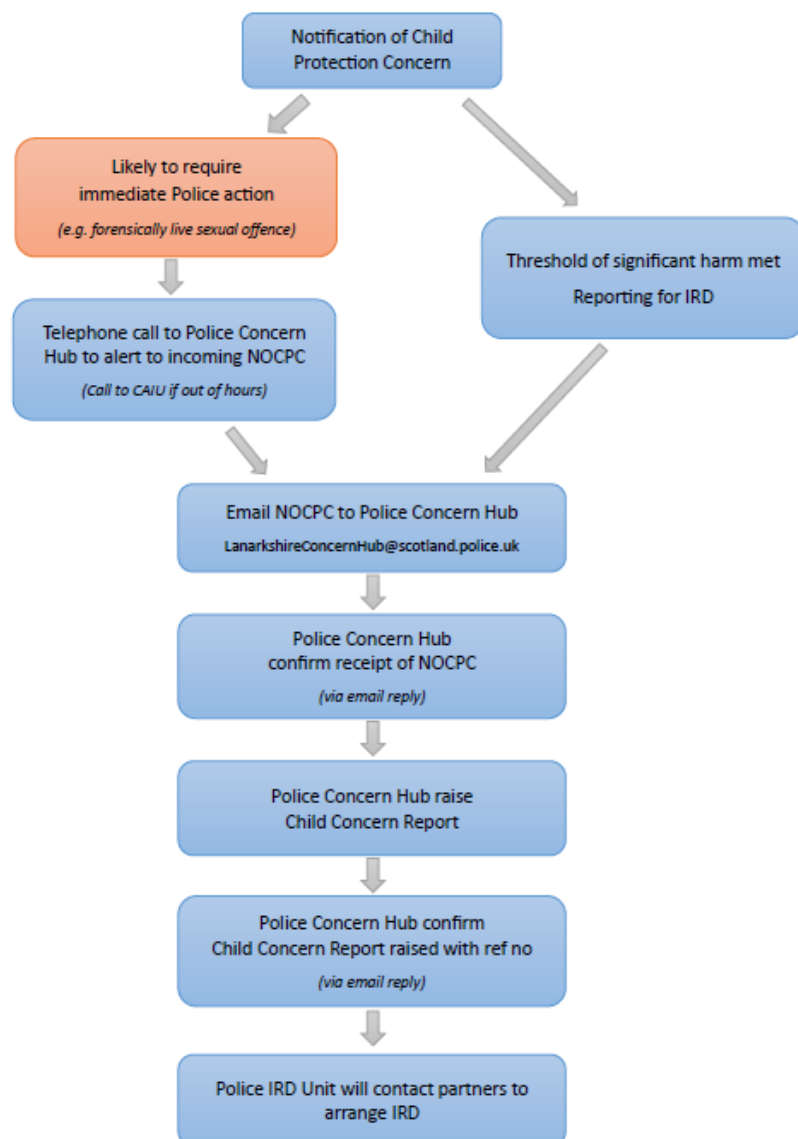 Notification of Child
Protection Concern
Likely to require
immediate Police action
(e.g. forensically live sexual offence)
Threshold of significant harm met
Reporting for IRD
Telephone call to Police Concern
Hub to alert to incoming NOCPC
(Call to CAIU if out of hours)
Email NOCPC to Police Concern Hub
LanarkshireConcernHub@scotland.police.uk
Police Concern Hub
confirm receipt of NOCPC
(via email reply)
Police Concern Hub raise
Child Concern Report
Police Concern Hub confirm
Child Concern Report raised with ref no
(via email reply)
Police IRD Unit will contact partners to
arrange IRD